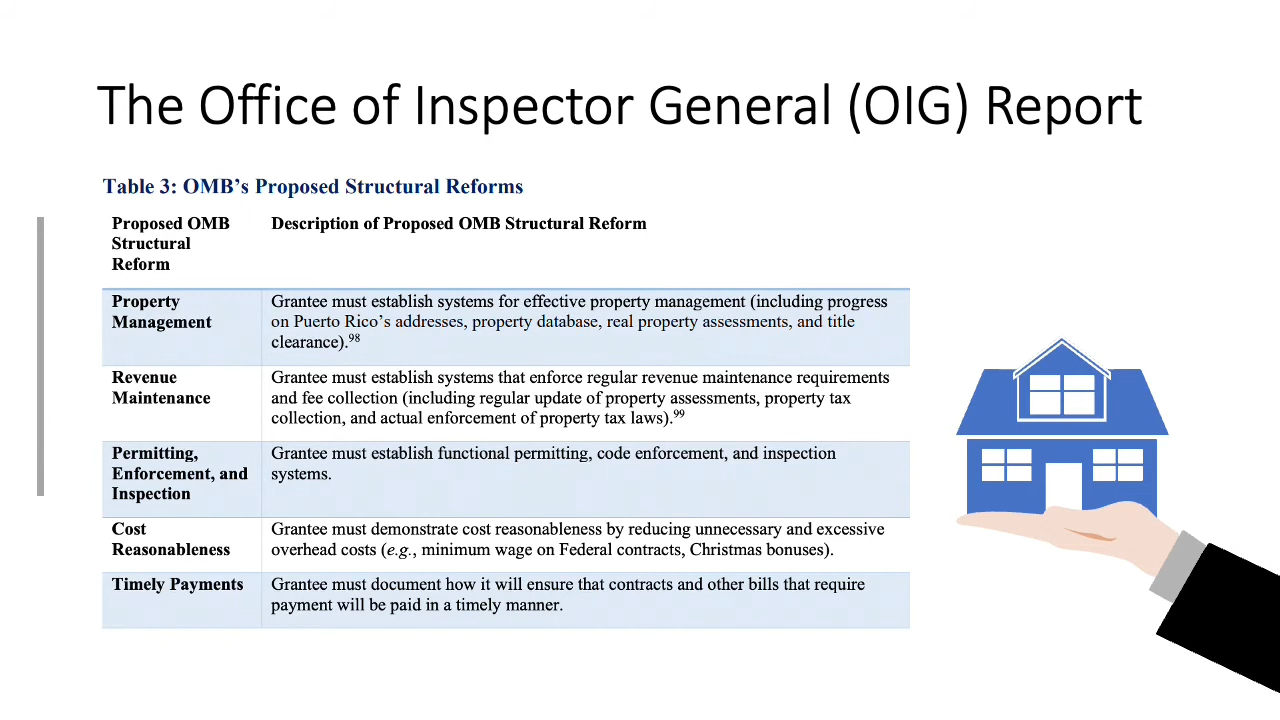 The Office of Inspector General (OIG) Report
Table 3: OMB’s Proposed Structural Reforms
Proposed OMB
Structural
Reform
Description of Proposed OMB Structural Reform
Property
Management
Grantee must establish systems for effective property management (including progress
on Puerto Rico’s addresses, property database, real property assessments, and title
clearance).98
Revenue
Maintenance
Grantee must establish systems that enforce regular revenue maintenance requirements
and fee collection (including regular update of property assessments, property tax
collection, and actual enforcement of property tax laws).99
Permitting,
Enforcement, and
Inspection
Grantee must establish functional permitting, code enforcement, and inspection
systems.
Cost
Reasonableness
Grantee must demonstrate cost reasonableness by reducing unnecessary and excessive
overhead costs (e.g., minimum wage on Federal contracts, Christmas bonuses).
Timely Payments
Grantee must document how it will ensure that contracts and other bills that require
payment will be paid in a timely manner.